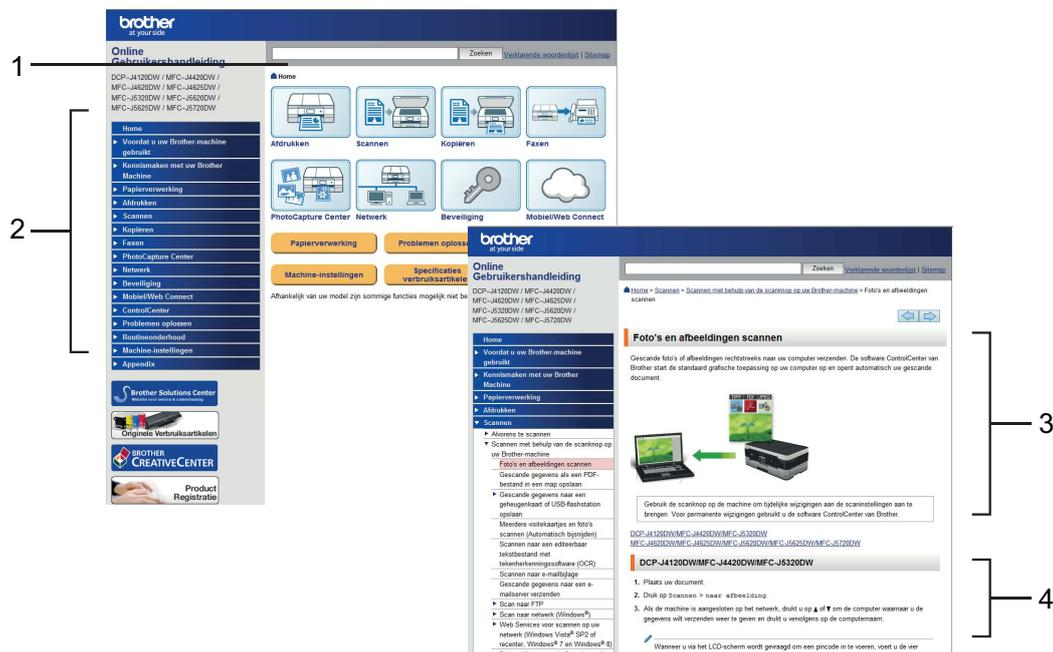 brother
at your side
Online
Gebruikershandleiding
Zoeken Verklarende woordenlijst | Sitemap
1
DCP-J4120DW / MFC-J4420DW /
MFC-J4620DW / MFC-J4625DW /
MFC-J5320DW / MFC-J5620DW /
MFC-J5625DW / MFC-J5720DW
Home
2
Home
Voordat u uw Brother-machine
gebruikt
Kennismaken met uw Brother
Machine
Papierverwerking
Afdrukken
Scannen
Kopiëren
Faxen
PhotoCapture Center
Netwerk
Beveiliging
Mobiel/Web Connect
ControlCenter
Problemen oplossen
Routineonderhoud
Machine-instellingen
Appendix
Brother Solutions Center
Originele Verbruiksartikelen
BROTHER
CREATIVECENTER
Product
Registratie
Afdrukken Scannen Kopiëren Faxen
PhotoCapture Center Netwerk Beveiliging Mobiel/Web Connect
Papierverwerking Problemen oplosse
Machine-instellingen Specificaties
verbruiksartikele
Afhankelijk van uw model zijn sommige functies mogelijk niet be
brother
at your side
Online
Gebruikershandleiding
Zoeken Verklarende woordenlijst | Sitemap
DCP-J4120DW / MFC-J4420DW /
MFC-J4620DW / MFC-J4625DW /
MFC-J5320DW / MFC-J5620DW /
MFC-J5625DW / MFC-J5720DW
Home
Voordat u uw Brother-machine
gebruikt
Kennismaken met uw Brother
Machine
Papierverwerking
Afdrukken
Scannen
Alvorens te scannen
Scannen met behulp van de scanknop op
uw Brother-machine
Foto's en afbeeldingen scannen
Gescande gegevens als een PDF-
bestand in een map opslaan
Gescande gegevens naar een
geheugenkaart of USB-flashstation
opslaan
Meerdere visitekaartjes en foto's
scannen (Automatisch bijsnijden)
Scannen naar een editeerbaar
tekstbestand met
tekenherkenningssoftware (OCR)
Scannen naar e-mailbijlage
Gescande gegevens naar een e-
mailserver verzenden
Scan naar FTP
Scan naar netwerk (Windows®)
Web Services voor scannen op uw
netwerk (Windows Vista® SP2 of
recenter, Windows® 7 en Windows® 8)
Home > Scannen > Scannen met behulp van de scanknop op uw Brother-machine > Foto's en afbeeldingen
scannen
Foto's en afbeeldingen scannen
Gescande foto's of afbeeldingen rechtstreeks naar uw computer verzenden. De software ControlCenter van
Brother start de standaard grafische toepassing op uw computer op en opent automatisch uw gescande
document.
TIFF PDF JPEG
3
Gebruik de scanknop op de machine om tijdelijke wijzigingen aan de scaninstellingen aan te
brengen. Voor permanente wijzigingen gebruikt u de software ControlCenter van Brother.
DCP-J4120DW/MFC-J4420DW/MFC-J5320DW
MFC-J4620DW/MFC-J4625DW/MFC-J5620DW/MFC-J5625DW/MFC-J5720DW
DCP-J4120DW/MFC-J4420DW/MFC-J5320DW
1. Plaats uw document.
2. Druk op Scannen > naar afbeelding.
4
3. Als de machine is aangesloten op het netwerk, drukt u op ▲ of ▼ om de computer waarnaar u de
gegevens wilt verzenden weer te geven en drukt u vervolgens op de computernaam.
Wanneer u via het LCD-scherm wordt gevraagd om een pincode in te voeren, voert u de vier